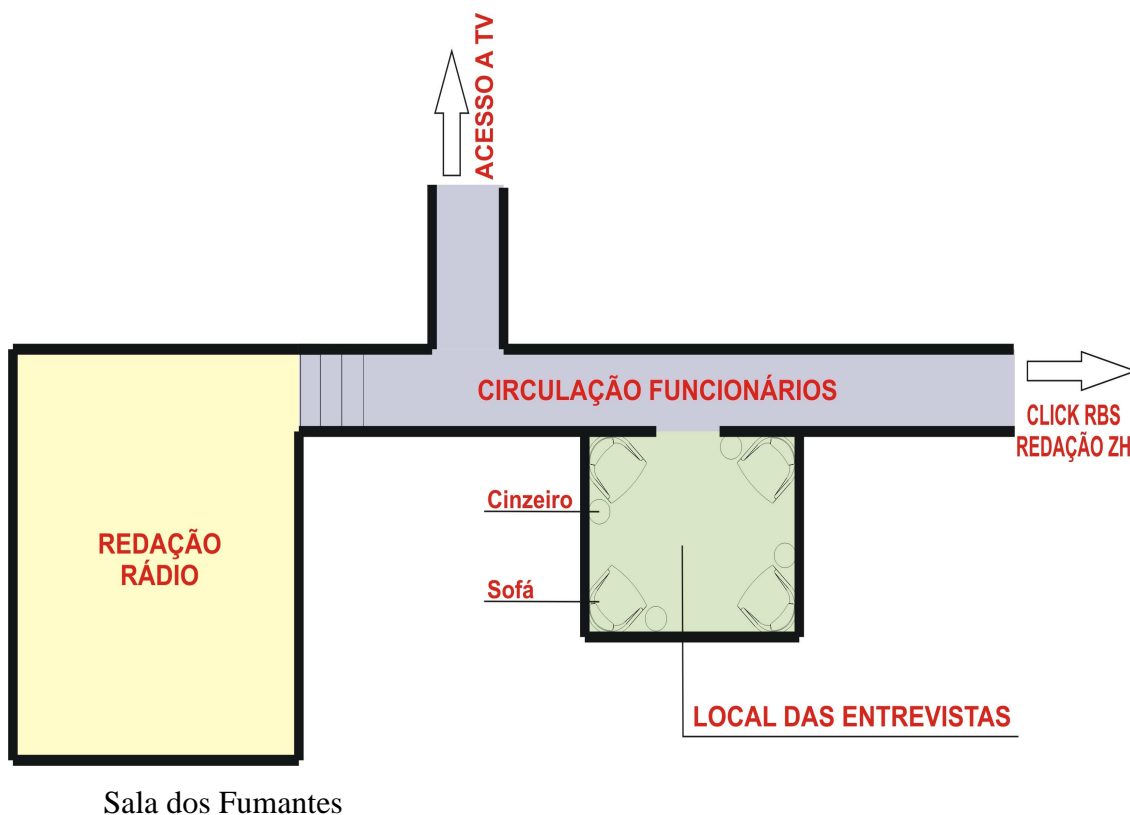 ACESSO A TV
CIRCULAÇÃO FUNCIONÁRIOS
CLICK RBS
REDAÇÃO ZH
Cinzeiro
REDAÇÃO
RÁDIO
Sofá
LOCAL DAS ENTREVISTAS
Sala dos Fumantes